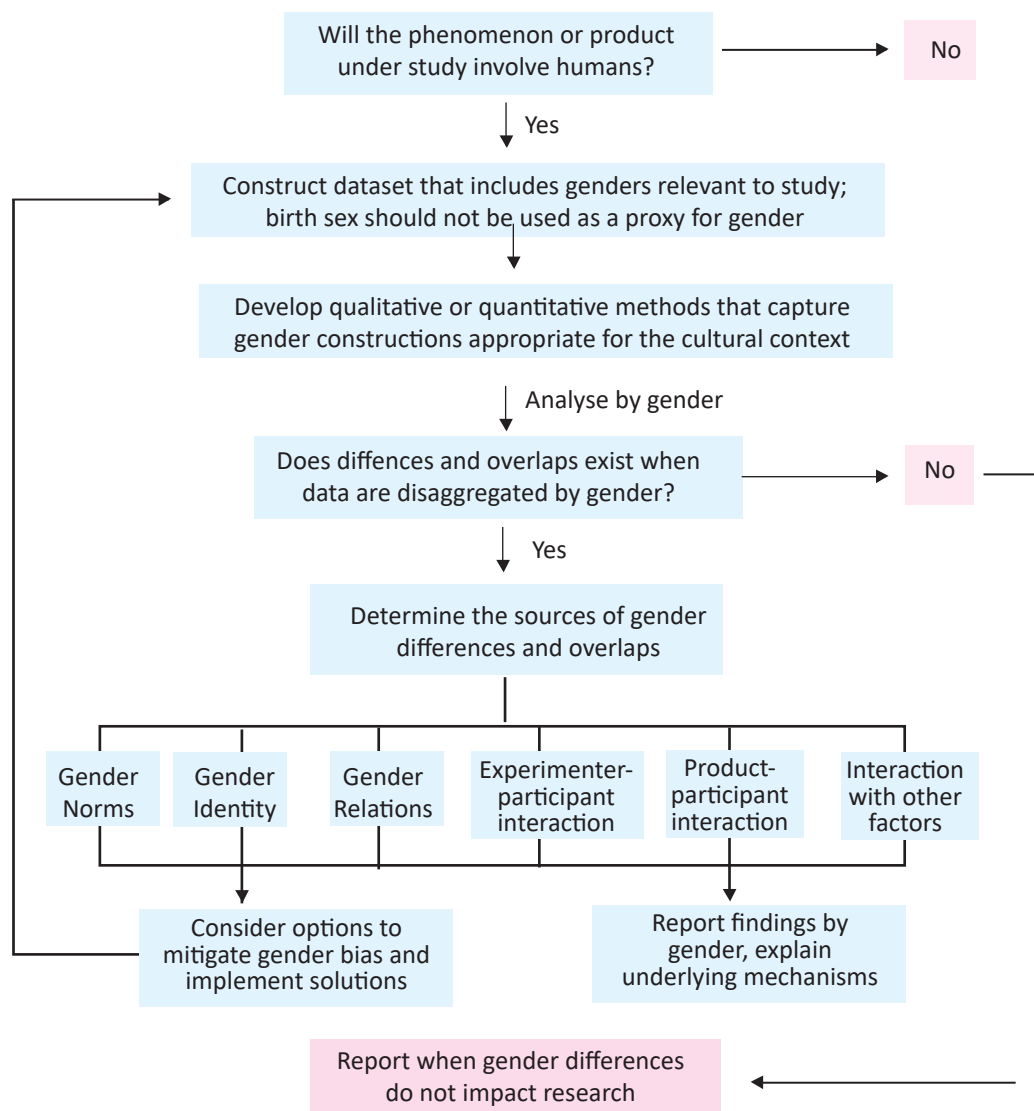 Will the phenomenon or product
under study involve humans?
No
Yes
Construct dataset that includes genders relevant to study;
birth sex should not be used as a proxy for gender
Develop qualitative or quantitative methods that capture
gender constructions appropriate for the cultural context
Analyse by gender
Does diffences and overlaps exist when
data are disaggregated by gender?
No
Yes
Determine the sources of gender
differences and overlaps
Gender
Norms
Gender
Identity
Gender
Relations
Experimenter-
participant
interaction
Product-
participant
interaction
Interaction
with other
factors
Consider options to
mitigate gender bias and
implement solutions
Report findings by
gender, explain
underlying mechanisms
Report when gender differences
do not impact research